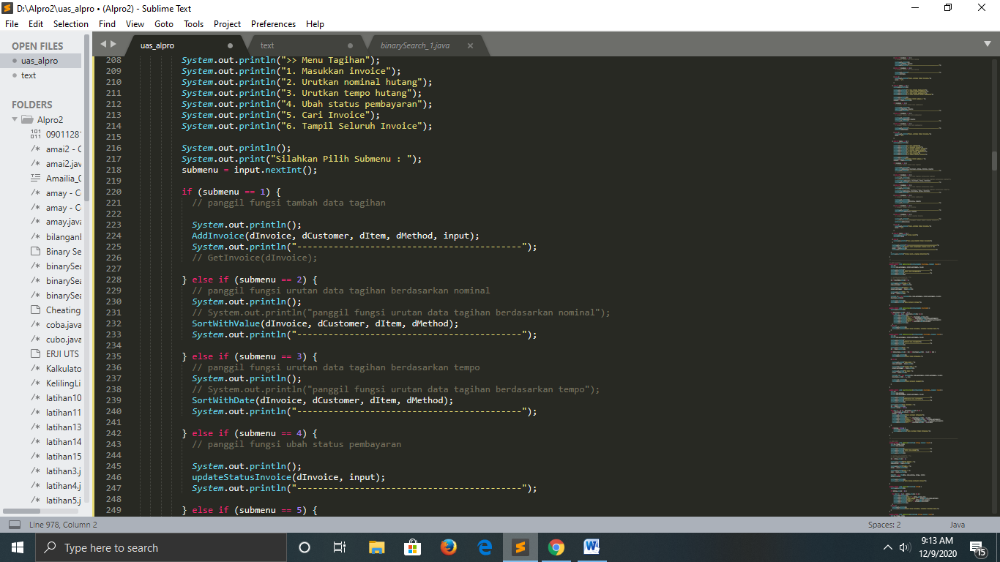 D:\Alpro2\uas_alpro • (Alpro2) - Sublime Text
File Edit Selection Find View Goto Tools Project Preferences Help
OPEN FILES
uas_alpro
text
FOLDERS
Alpro2
09011281
amai2 - C
amai2.jav
Amailia_0
amay - Co
amay - Co
amay.java
bilanganl
Binary Se
binarySea
binarySea
binarySea
Cheating
coba.java
cubo.java
ERJI UTS
Kalkulato
KelilingLi
latihan10
latihan11
latihan13
latihan14
latihan15
latihan3.j
latihan4.j
latihan5.j
uas_alpro text binarySearch_1.java
208 System.out.println(">> Menu Tagihan");
209 System.out.println("1. Masukkan invoice");
210 System.out.println("2. Urutkan nominal hutang");
211 System.out.println("3. Urutkan tempo hutang");
212 System.out.println("4. Ubah status pembayaran");
213 System.out.println("5. Cari Invoice");
214 System.out.println("6. Tampil Seluruh Invoice");
215
216 System.out.println();
217 System.out.print("Silahkan Pilih Submenu : ");
218 submenu = input.nextInt();
219
220 if (submenu == 1) {
221 // panggil fungsi tambah data tagihan
222
223 System.out.println();
224 AddInvoice(dInvoice, dCustomer, dItem, dMethod, input);
225 System.out.println("-------------------------------------------");
226 // GetInvoice(dInvoice);
227
228 } else if (submenu == 2) {
229 // panggil fungsi urutan data tagihan berdasarkan nominal
230 System.out.println();
231 // System.out.println("panggil fungsi urutan data tagihan berdasarkan nominal");
232 SortWithValue(dInvoice, dCustomer, dItem, dMethod);
233 System.out.println("-------------------------------------------");
234
235 } else if (submenu == 3) {
236 // panggil fungsi urutan data tagihan berdasarkan tempo
237 System.out.println();
238 // System.out.println("panggil fungsi urutan data tagihan berdasarkan tempo");
239 SortWithDate(dInvoice, dCustomer, dItem, dMethod);
240 System.out.println("-------------------------------------------");
241
242 } else if (submenu == 4) {
243 // panggil fungsi ubah status pembayaran
244
245 System.out.println();
246 updateStatusInvoice(dInvoice, input);
247 System.out.println("-------------------------------------------");
248
249 } else if (submenu == 5) {
Line 978, Column 2 Spaces: 2 Java
Type here to search
9:13 AM
12/9/2020
15